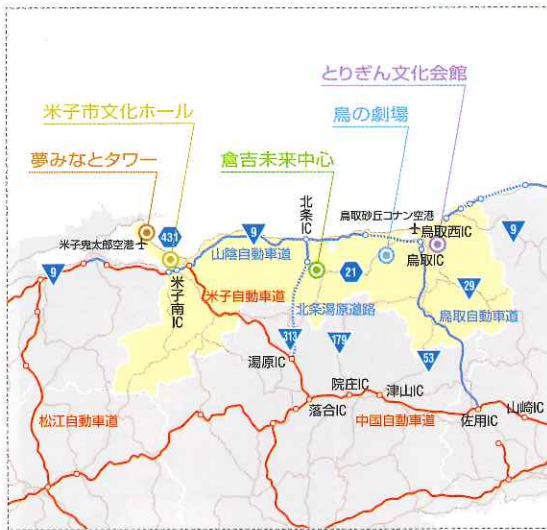 とりぎん文化会館
米子市文化ホール
鳥の劇場
夢みなとタワー
倉吉未来中心
北条IC
鳥取砂丘コナン空港
鳥取西IC
米子鬼太郎空港
431
9
9
山陰自動車道
21
鳥取IC
9
米子南IC
米子自動車道
北条湯原道路
29
鳥取自動車道
313
179
53
湯原IC
院庄IC
津山IC
松江自動車道
落合IC
中国自動車道
佐用IC
山崎IC